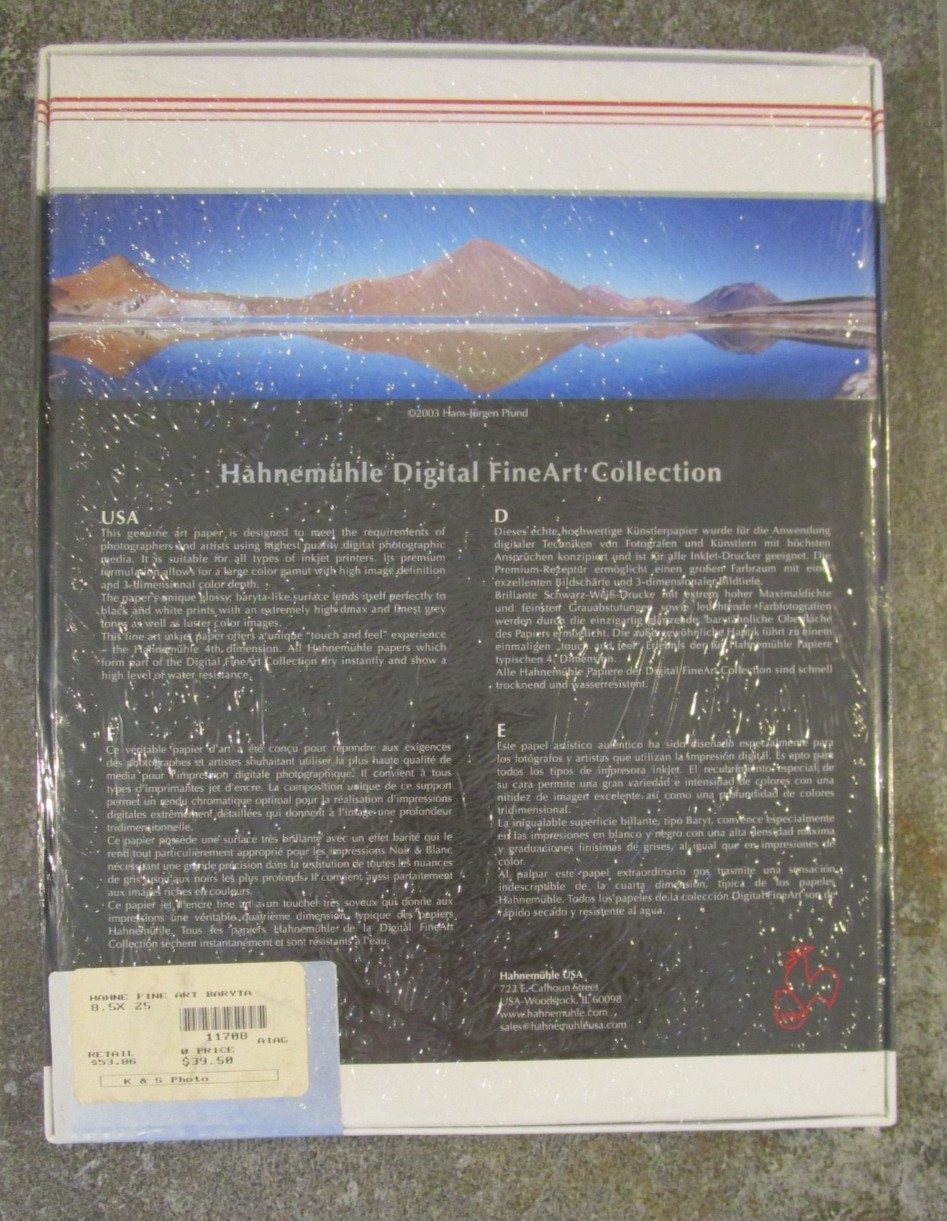 ©2003 Hans-Jürgen Pfund
Hahnemühle Digital FineArt Collection
USA
This genuine art paper is designed to meet the requirements of
photographers and artists using highest quality digital photographic
media. It is suitable for all types of inkjet printers. Its premium
formulation allows for a large color gamut with high image definition
and 3-dimensional color depth.
The paper's unique glossy, baryta-like surface lends itself perfectly to
black and white prints with an extremely high dmax and finest grey
tones as well as luster color images.
This fine art inkjet paper offers a unique "touch and feel" experience
– the Hahnemühle 4th dimension. All Hahnemühle papers which
form part of the Digital FineArt Collection dry instantly and show a
high level of water resistance.
D
Dieses echte hochwertige Künstlerpapier wurde für die Anwendung
digitaler Techniken von Fotografen und Künstlern mit höchsten
Ansprüchen konzipiert und ist für alle InkJet-Drucker geeignet. Die
Premium-Rezeptur ermöglicht einen großen Farbraum mit einer
exzellenten Bildschärfe und 3-dimensionaler Bildtiefe.
Brillante Schwarz-Weiß-Drucke mit extrem hoher Maximaldichte
und feinsten Grauabstufungen sowie leuchtende Farbfotografien
werden durch die einzigartig glänzende, barytähnliche Oberfläche
des Papiers ermöglicht. Die außergewöhnliche Haptik führt zu einem
einmaligen „touch and feel" Erlebnis der für Hahnemühle Papiere
typischen 4. Dimension.
Alle Hahnemühle Papiere der Digital FineArt Collection sind schnell
trocknend und wasserresistent.
F
Ce véritable papier d'art a été conçu pour répondre aux exigences
des photographes et artistes souhaitant utiliser la plus haute qualité de
media pour l'impression digitale photographique. Il convient à tous
types d'imprimantes jet d'encre. La composition unique de ce support
permet un rendu chromatique optimal pour la réalisation d'impressions
digitales extrêmement détaillées qui donnent à l'image une profondeur
tridimensionnelle.
Ce papier possède une surface très brillante avec un effet barité qui le
rend tout particulièrement approprié pour les impressions Noir & Blanc
nécessitant une grande précision dans la restitution de toutes les nuances
de gris jusqu'aux noirs les plus profonds. Il convient aussi parfaitement
aux images riches en couleurs.
Ce papier jet d'encre fine art a un touchel très soyeux qui donne aux
impressions une véritable quatrième dimension, typique des papiers
Hahnemühle. Tous les papiers Hahnemühle de la Digital FineArt
Collection sèchent instantanément et sont résistants à l'eau.
E
Este papel artístico auténtico ha sido diseñado especialmente para
los fotógrafos y artistas que utilizan la impresión digital. Es apto para
todos los tipos de impresora inkjet. El recubrimiento especial de
su cara permite una gran variedad e intensidad de colores con una
nitidez de imagen excelente así como una profundidad de colores
tridimensional.
La inigualable superficie billante, tipo Baryt, convence especialmente
en las impresiones en blanco y negro con una alta densidad máxima
y graduaciones finísimas de grises, al igual que en impresiones de
color.
Al palpar este papel extraordinario nos trasmite una sensación
indescriptible de la cuarta dimensión, típica de los papeles
Hahnemühle. Todos los papeles de la colección Digital FineArt son de
rápido secado y resistente al agua.
Hahnemühle USA
722 E. Calhoun Street
USA-Woodstock, IL 60098
www.hahnemuhle.com
sales@hahnemuhleusa.com
HAHNE FINE ART BARYTA
8.5X 25
11708 AIAG
RETAIL 0 PRICE
$53.86 $39.50
K & S Photo